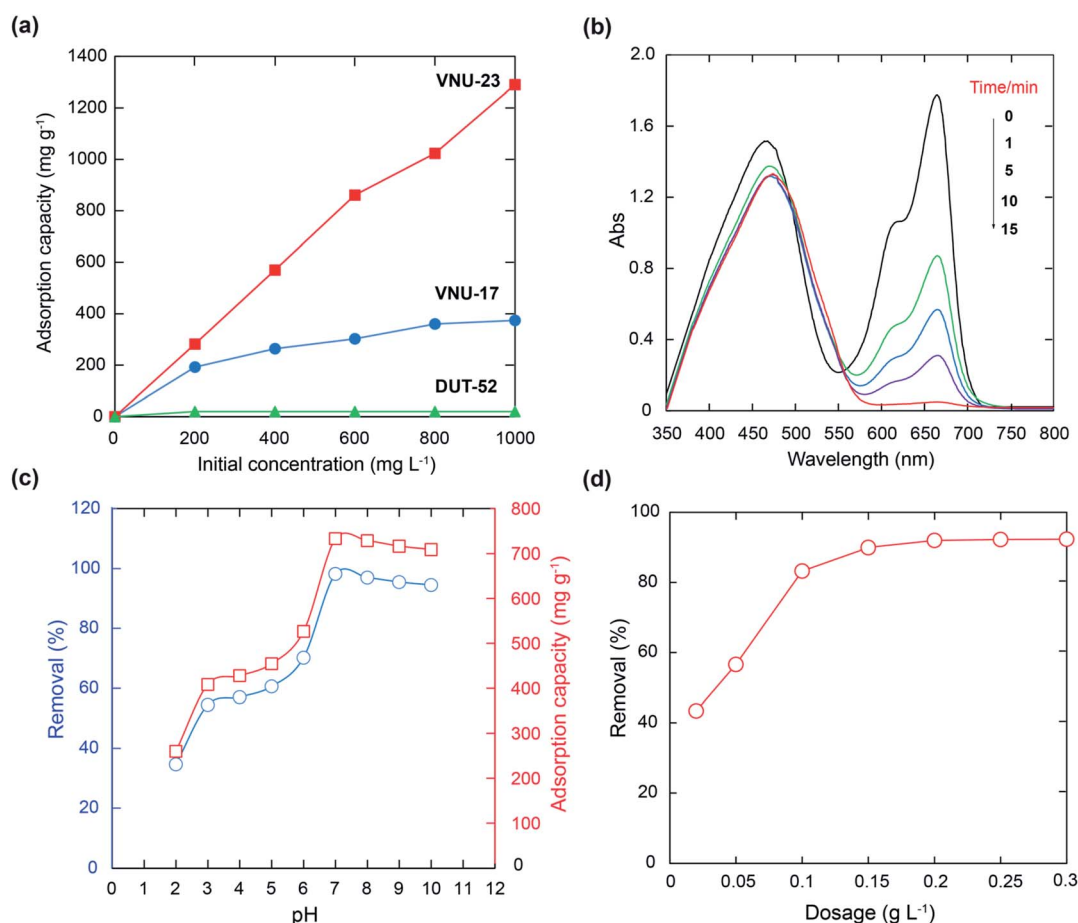 (a)
1400
1200
1000
800
600
400
200
0
Adsorption capacity (mg g⁻¹)
VNU-23
VNU-17
DUT-52
0 200 400 600 800 1000
Initial concentration (mg L⁻¹)
(b)
2.0
1.6
1.2
0.8
0.4
0
Abs
Time/min
0
1
5
10
15
350 400 450 500 550 600 650 700 750 800
Wavelength (nm)
(c)
120
100
80
60
40
20
0
Removal (%)
800
700
600
500
400
300
200
100
0
Adsorption capacity (mg g⁻¹)
0 1 2 3 4 5 6 7 8 9 10 11 12
pH
(d)
100
80
60
40
20
0
Removal (%)
0 0.05 0.1 0.15 0.2 0.25 0.3
Dosage (g L⁻¹)